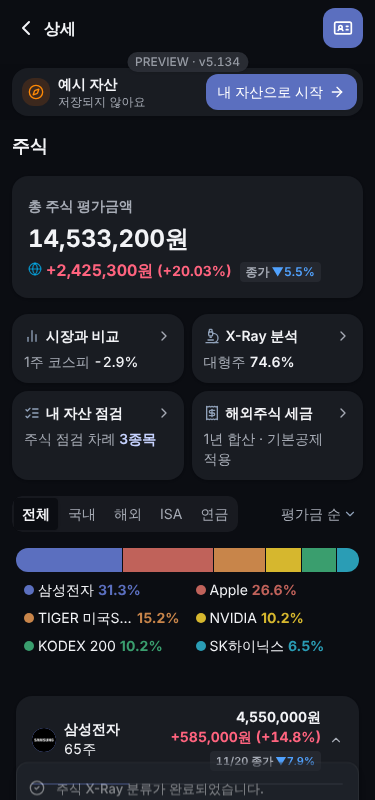 상세
PREVIEW · v5.134
예시 자산
저장되지 않아요
내 자산으로 시작
주식
총 주식 평가금액
14,533,200원
+2,425,300원 (+20.03%) 종가 ▼5.5%
시장과 비교
1주 코스피 -2.9%
X-Ray 분석
대형주 74.6%
내 자산 점검
주식 점검 차례 3종목
해외주식 세금
1년 합산 · 기본공제
적용
전체 국내 해외 ISA 연금 평가금 순
삼성전자 31.3% Apple 26.6%
TIGER 미국S... 15.2% NVIDIA 10.2%
KODEX 200 10.2% SK하이닉스 6.5%
SAMSUNG
삼성전자
65주
4,550,000원
+585,000원 (+14.8%)
11/20 종가 ▼7.9%
주식 X-Ray 분류가 완료되었습니다.